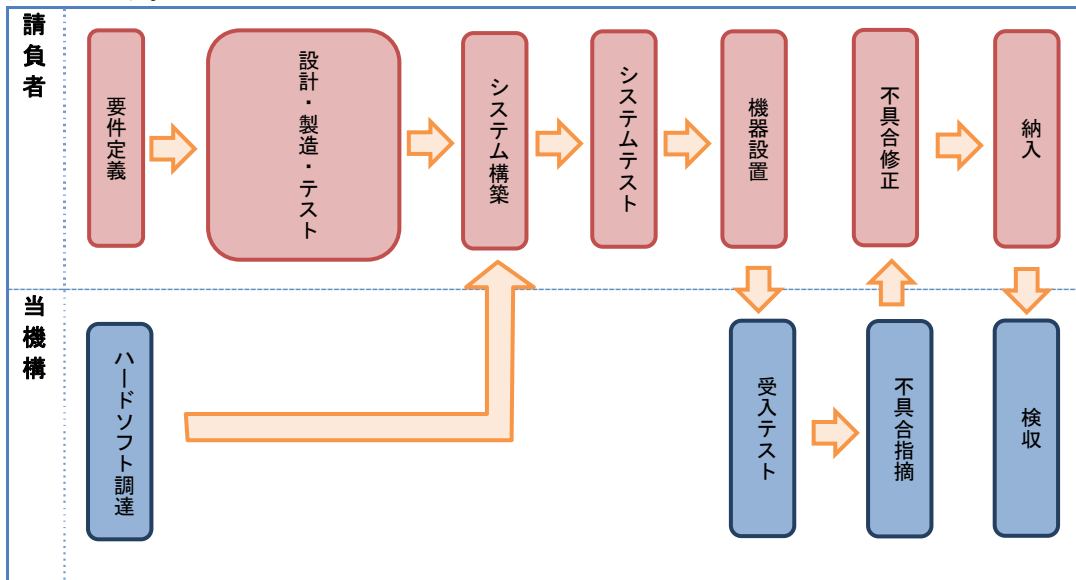 請負者
要件定義
設計・製造・テスト
システム構築
システムテスト
機器設置
不具合修正
納入
当機構
ハードソフト調達
受入テスト
不具合指摘
検収